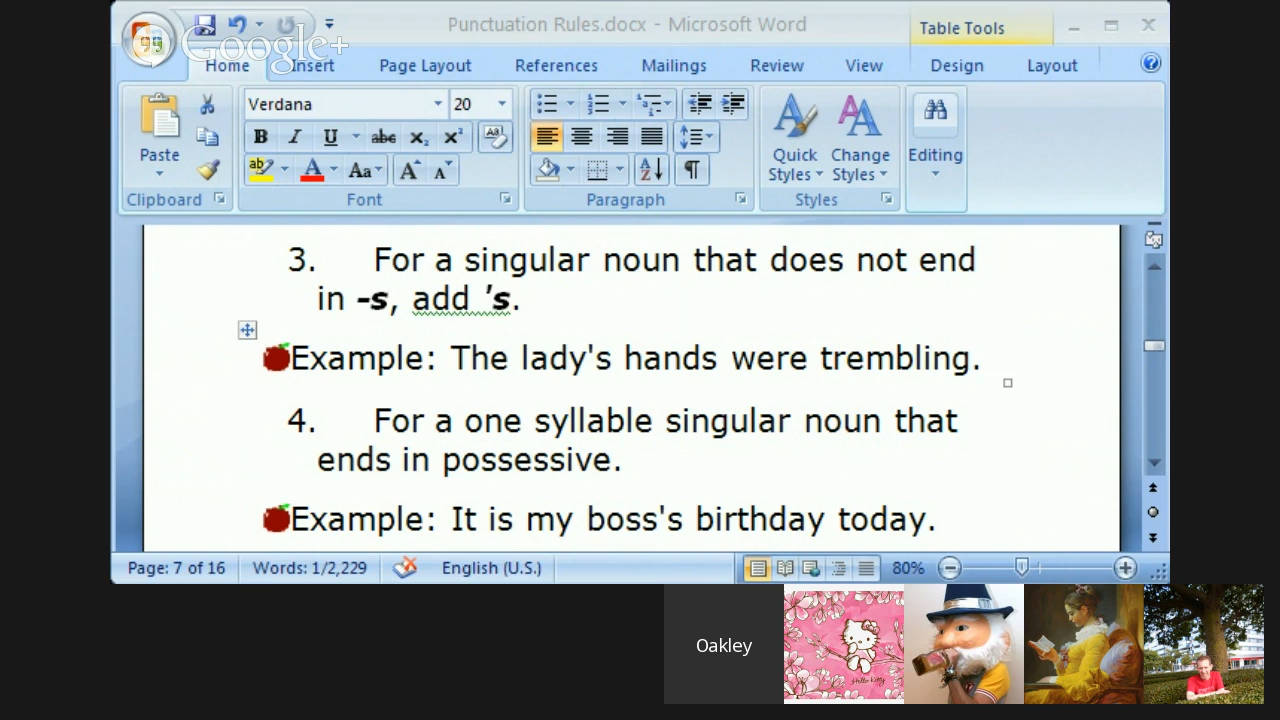 Punctuation Rules.docx - Microsoft Word
Table Tools
Google+
Home Insert Page Layout References Mailings Review View Design Layout
Verdana 20
Paste
Quick Styles
Change Styles
Editing
Clipboard Font Paragraph Styles
3. For a singular noun that does not end
in -s, add 's.
Example: The lady's hands were trembling.
4. For a one syllable singular noun that
ends in possessive.
Example: It is my boss's birthday today.
Page: 7 of 16 Words: 1/2,229 English (U.S.) 80%
Oakley
Hello Kitty